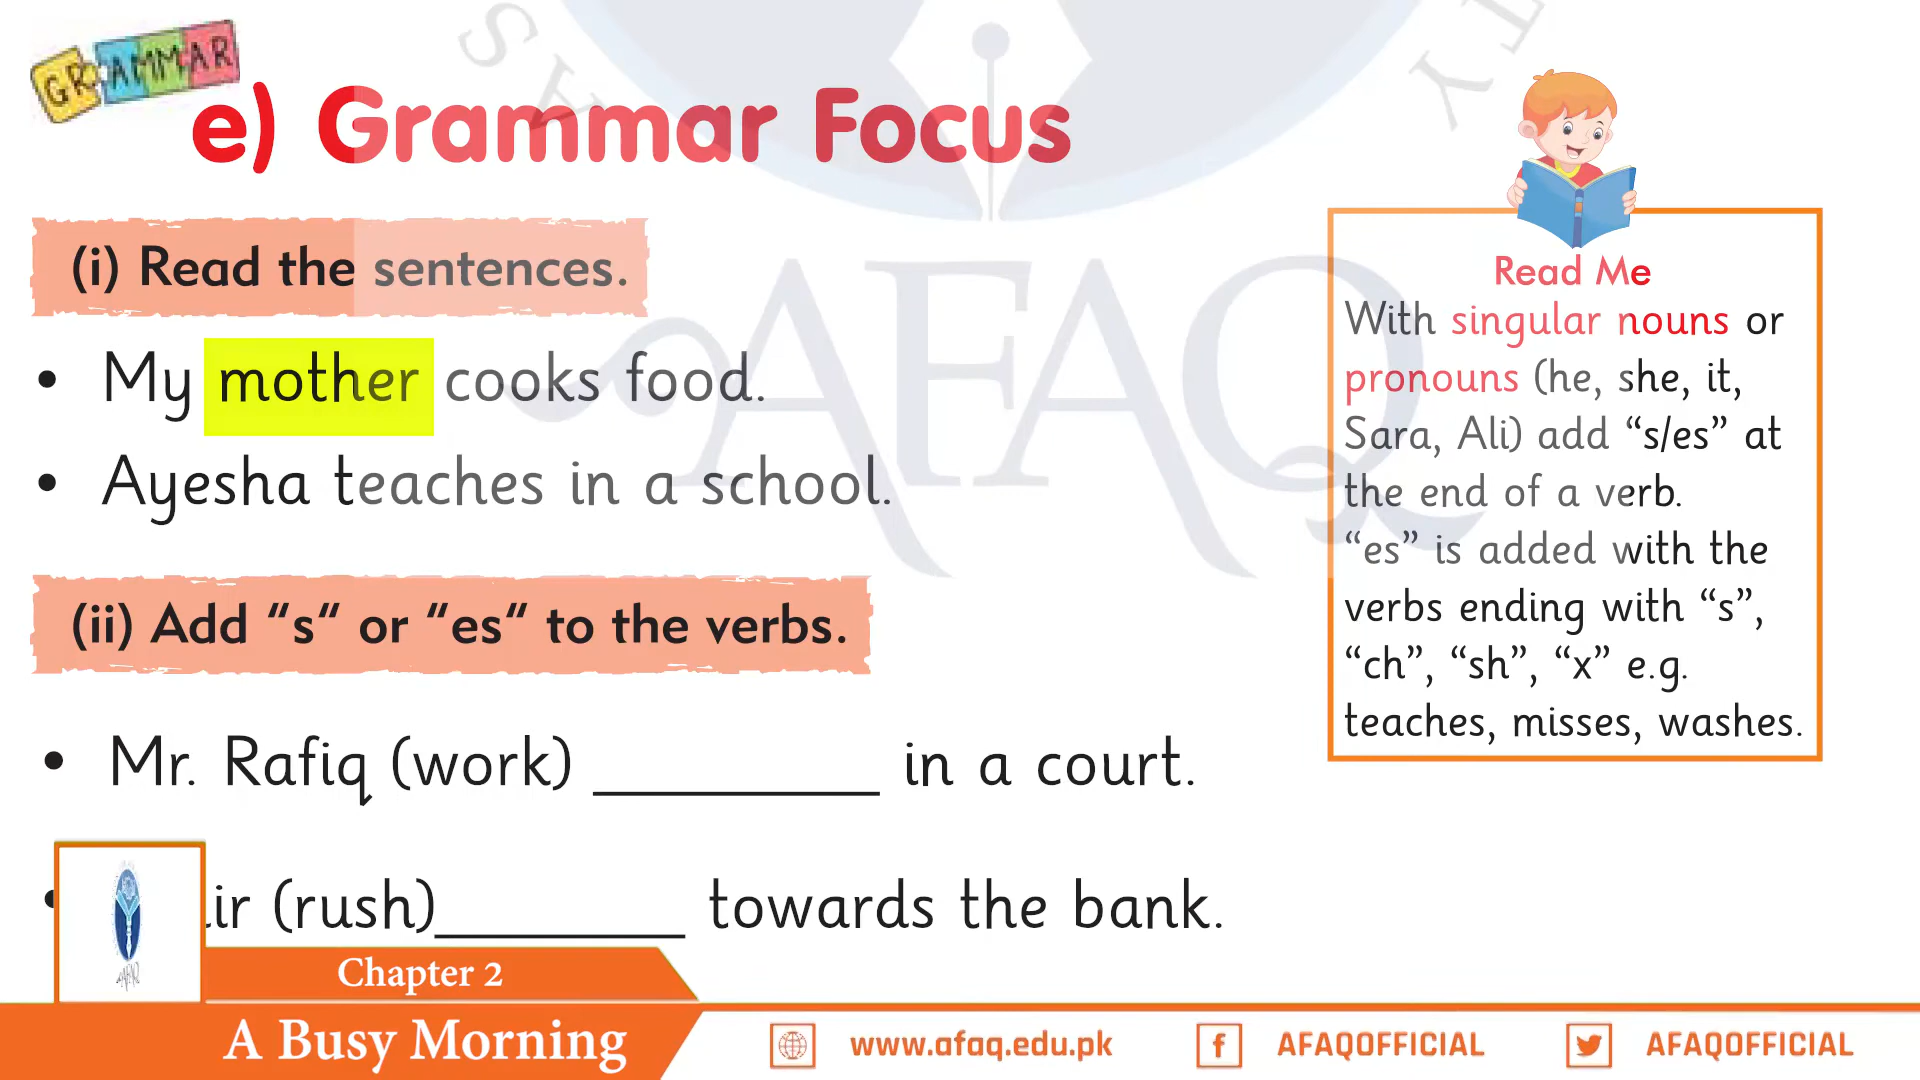 GRAMMAR
e) Grammar Focus
(i) Read the sentences.
• My mother cooks food.
• Ayesha teaches in a school.
(ii) Add “s“ or “es“ to the verbs.
• Mr. Rafiq (work) ________ in a court.
(rush)_______ towards the bank.
Read Me
With singular nouns or
pronouns (he, she, it,
Sara, Ali) add “s/es” at
the end of a verb.
“es” is added with the
verbs ending with “s”,
“ch”, “sh”, “x” e.g.
teaches, misses, washes.
AFAQ
AFAQ
Chapter 2
A Busy Morning
www.afaq.edu.pk
AFAQOFFICIAL
AFAQOFFICIAL